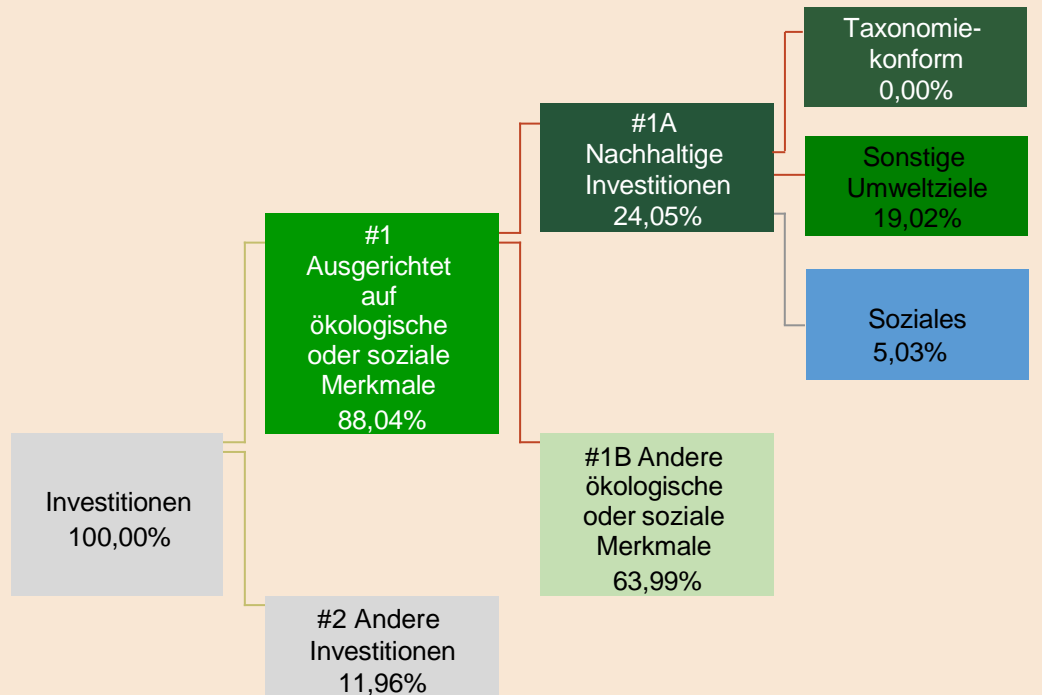 Investitionen
100,00%
#1
Ausgerichtet
auf
ökologische
oder soziale
Merkmale
88,04%
#2 Andere
Investitionen
11,96%
#1A
Nachhaltige
Investitionen
24,05%
#1B Andere
ökologische
oder soziale
Merkmale
63,99%
Taxonomie-
konform
0,00%
Sonstige
Umweltziele
19,02%
Soziales
5,03%